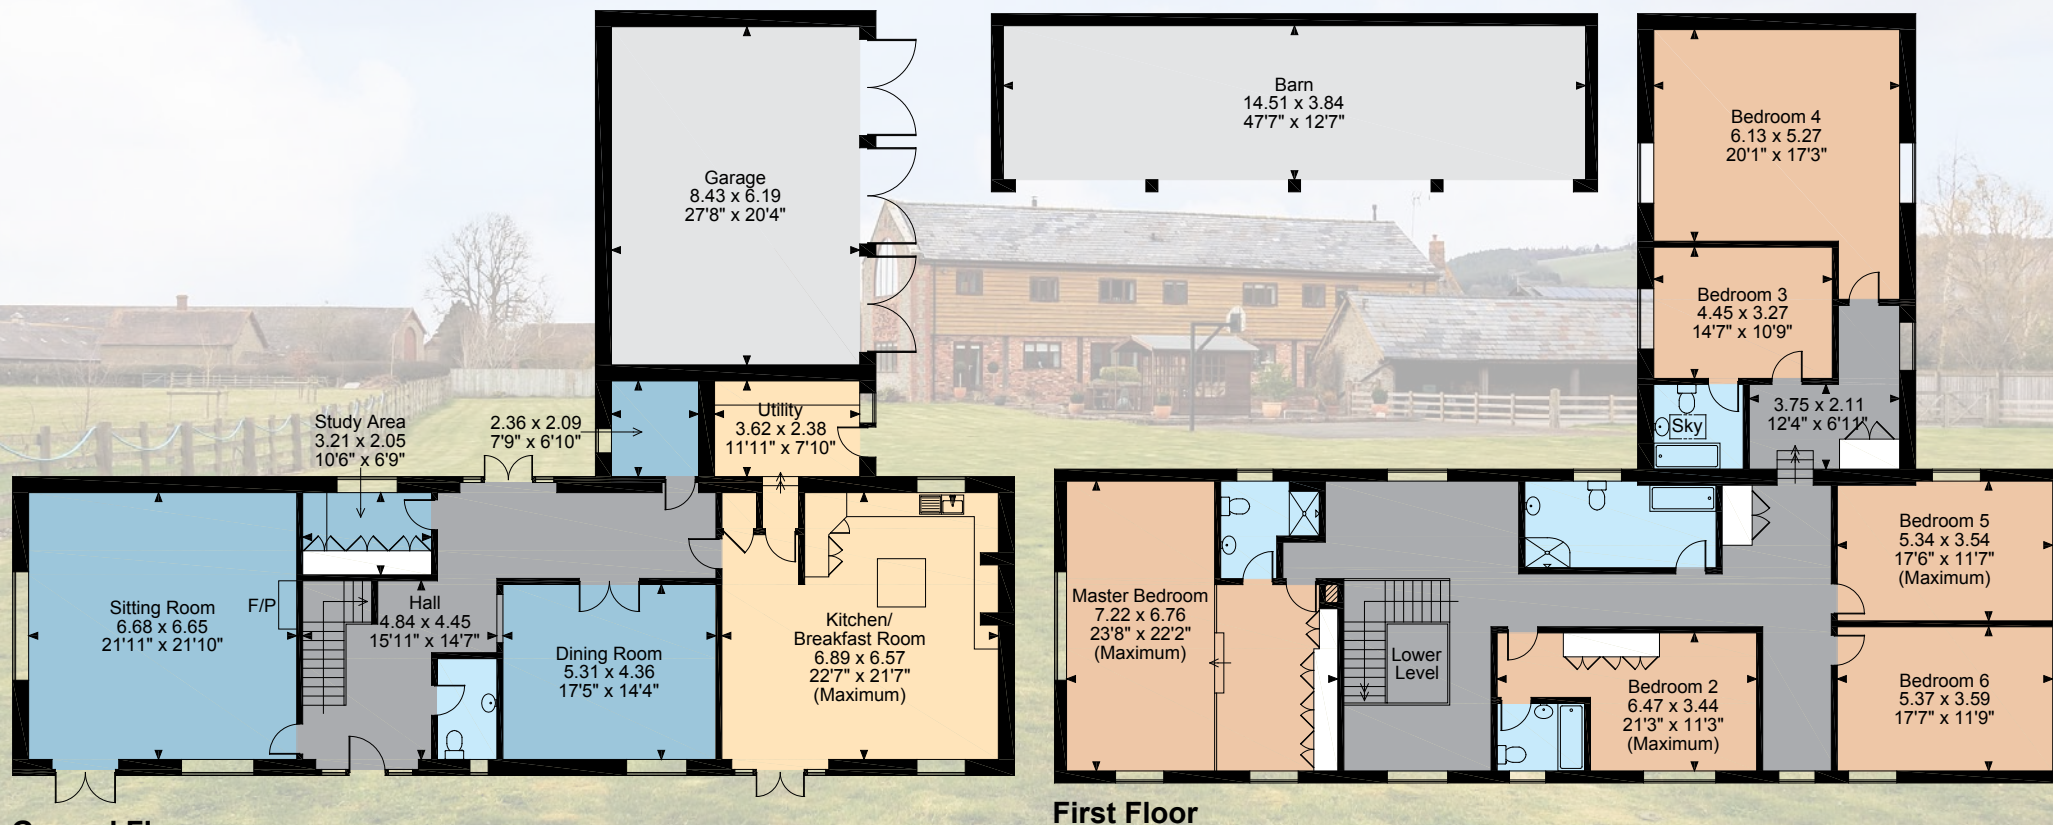 Garage
8.43 x 6.19
27'8" x 20'4"
Barn
14.51 x 3.84
47'7" x 12'7"
Bedroom 4
6.13 x 5.27
20'1" x 17'3"
Bedroom 3
4.45 x 3.27
14'7" x 10'9"
Study Area
3.21 x 2.05
10'6" x 6'9"
2.36 x 2.09
7'9" x 6'10"
Utility
3.62 x 2.38
11'11" x 7'10"
Sky
3.75 x 2.11
12'4" x 6'11"
Sitting Room
6.68 x 6.65
21'11" x 21'10"
F/P
Hall
4.84 x 4.45
15'11" x 14'7"
Dining Room
5.31 x 4.36
17'5" x 14'4"
Kitchen/
Breakfast Room
6.89 x 6.57
22'7" x 21'7"
(Maximum)
Master Bedroom
7.22 x 6.76
23'8" x 22'2"
(Maximum)
Lower
Level
Bedroom 2
6.47 x 3.44
21'3" x 11'3"
(Maximum)
Bedroom 5
5.34 x 3.54
17'6" x 11'7"
(Maximum)
Bedroom 6
5.37 x 3.59
17'7" x 11'9"
First Floor